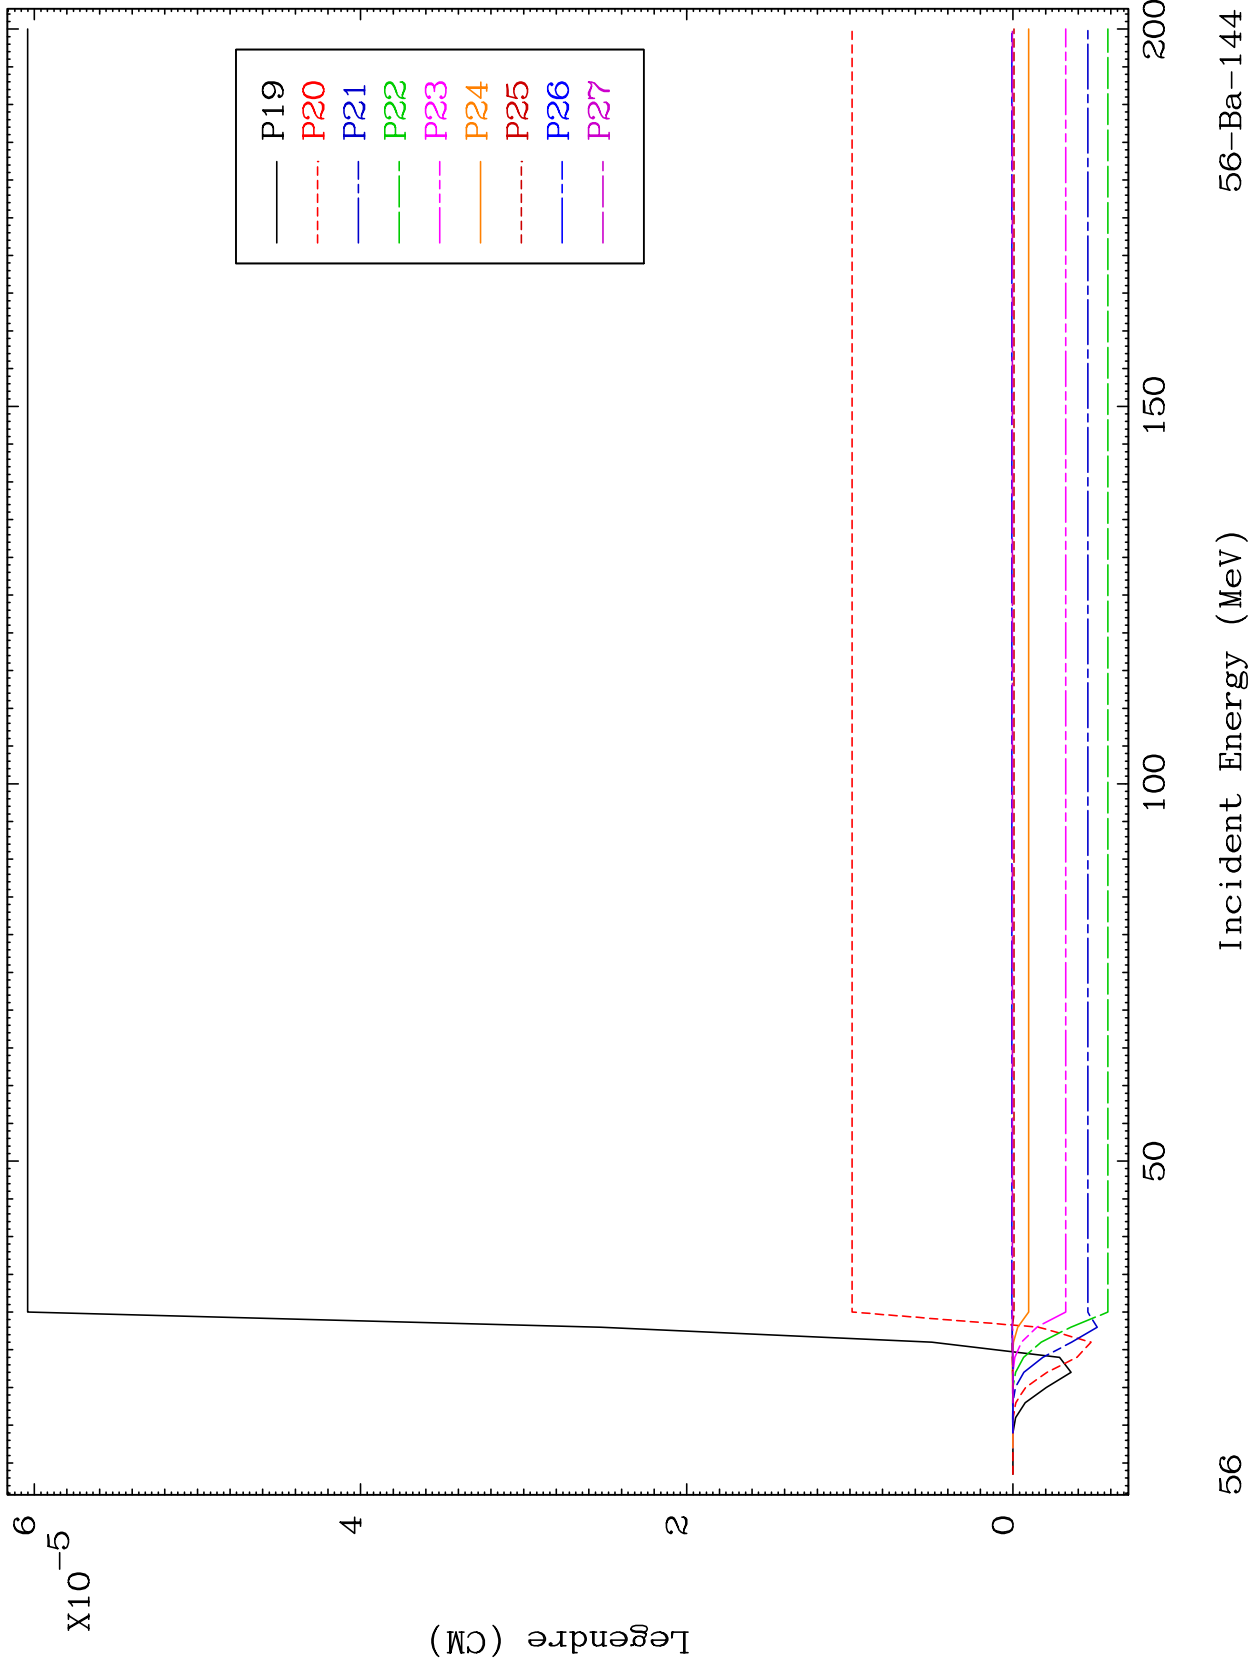 6
X10-5
4
2
0
Legendre (CM)
P19
P20
P21
P22
P23
P24
P25
P26
P27
50
100
150
200
Incident Energy (MeV)
56
56-Ba-144